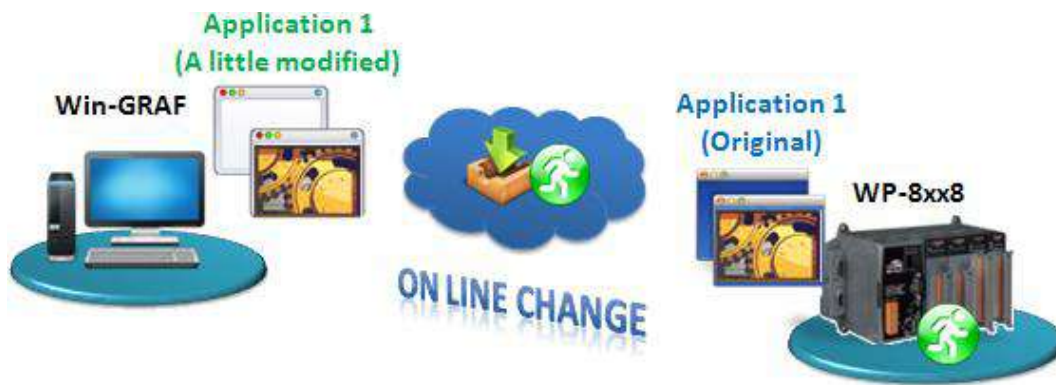 Application 1
(A little modified)
Win-GRAF
Application 1
(Original)
WP-8xx8
ON LINE CHANGE